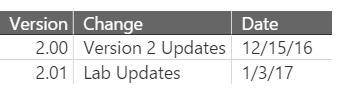 Version Change Date
2.00 Version 2 Updates 12/15/16
2.01 Lab Updates 1/3/17